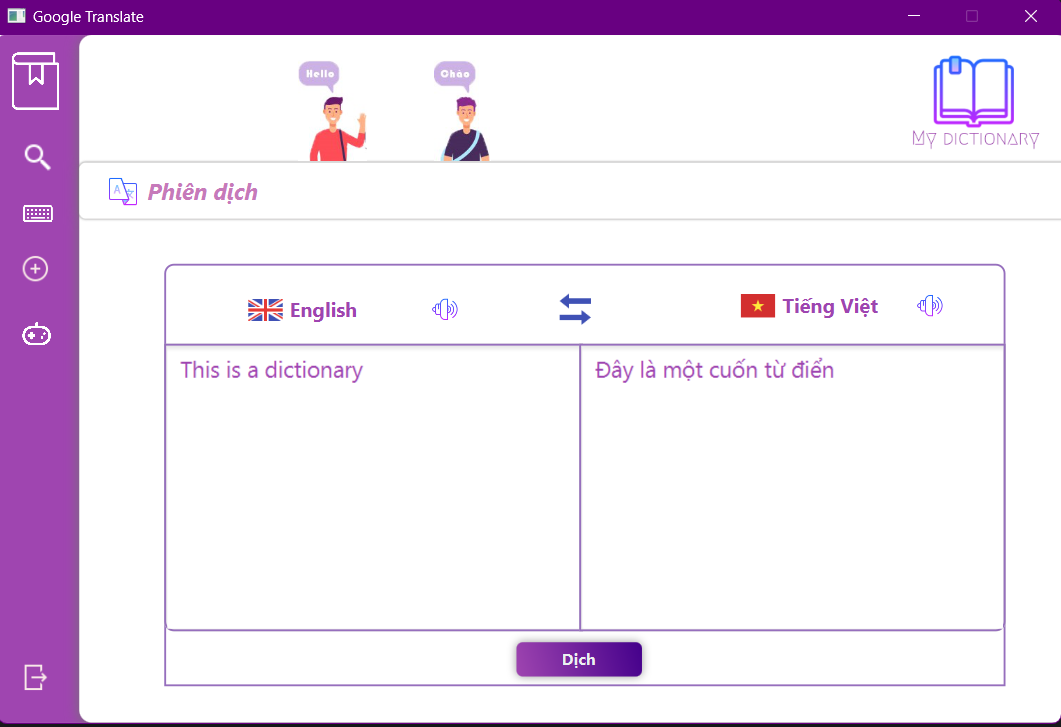 Google Translate
Hello
Chào
MY DICTIONARY
Phiên dịch
English
Tiếng Việt
This is a dictionary
Đây là một cuốn từ điển
Dịch